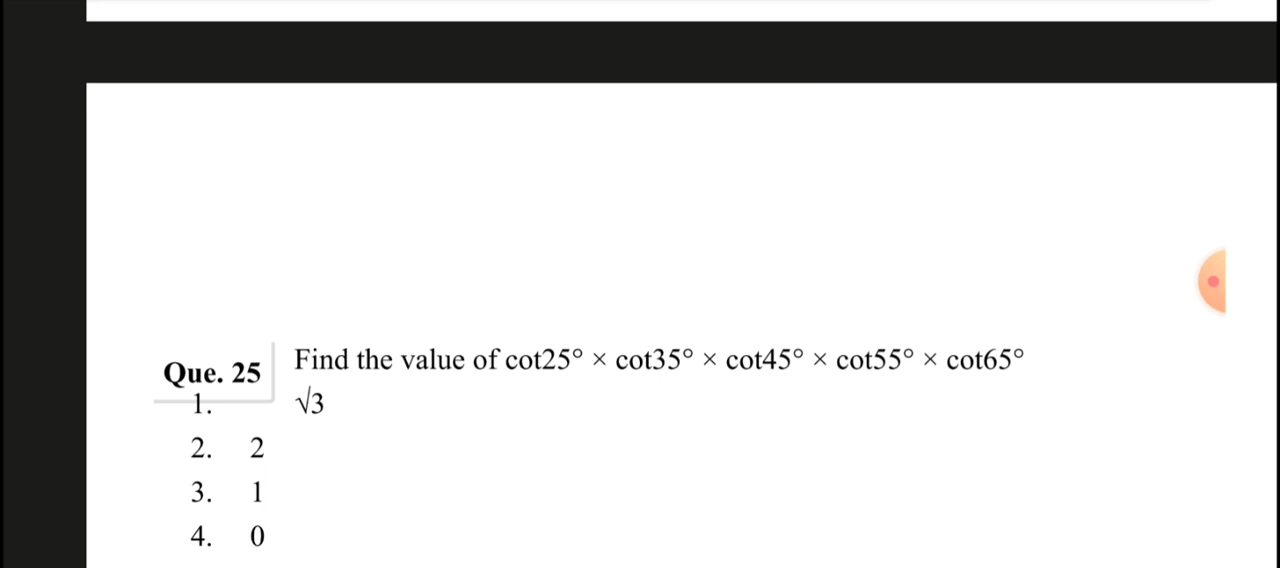 Que. 25 Find the value of cot25° × cot35° × cot45° × cot55° × cot65°
1. √3
2. 2
3. 1
4. 0